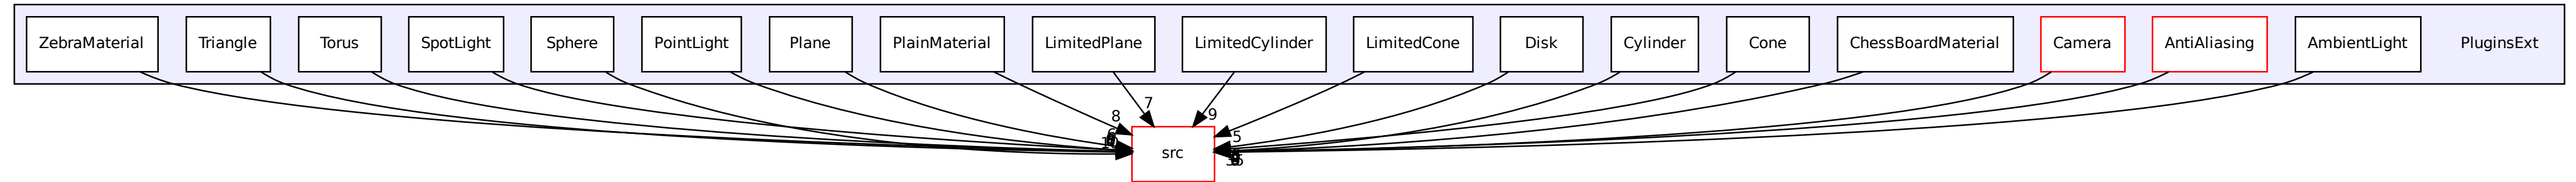 ZebraMaterial
Triangle
Torus
SpotLight
Sphere
PointLight
Plane
PlainMaterial
LimitedPlane
LimitedCylinder
LimitedCone
Disk
Cylinder
Cone
ChessBoardMaterial
Camera
AntiAliasing
AmbientLight
PluginsExt
7
9
8
5
src